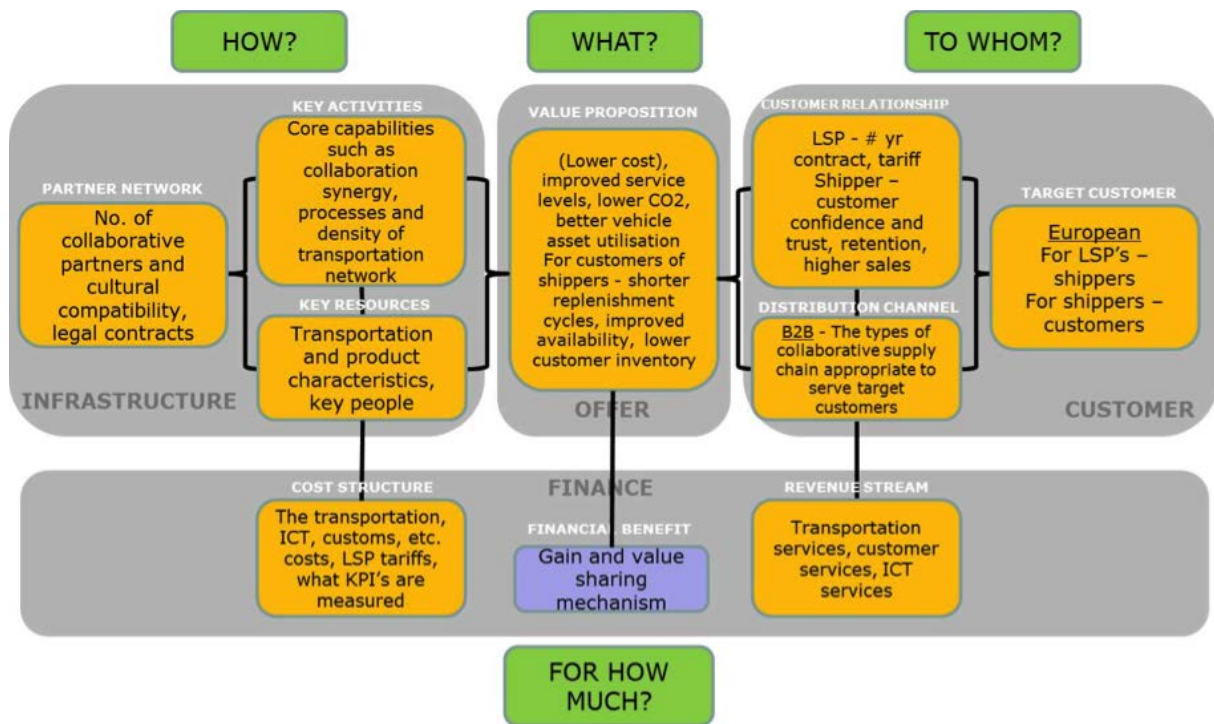 HOW?
WHAT?
TO WHOM?
PARTNER NETWORK
No. of
collaborative
partners and
cultural
compatibility,
legal contracts
KEY ACTIVITIES
Core capabilities
such as
collaboration
synergy,
processes and
density of
transportation
network
KEY RESOURCES
Transportation
and product
characteristics,
key people
INFRASTRUCTURE
VALUE PROPOSITION
(Lower cost),
improved service
levels, lower CO2,
better vehicle
asset utilisation
For customers of
shippers - shorter
replenishment
cycles, improved
availability, lower
customer inventory
OFFER
CUSTOMER RELATIONSHIP
LSP - # yr
contract, tariff
Shipper –
customer
confidence and
trust, retention,
higher sales
DISTRIBUTION CHANNEL
B2B - The types of
collaborative supply
chain appropriate to
serve target
customers
TARGET CUSTOMER
European
For LSP's –
shippers
For shippers –
customers
CUSTOMER
FINANCE
COST STRUCTURE
The transportation,
ICT, customs, etc.
costs, LSP tariffs,
what KPI's are
measured
FINANCIAL BENEFIT
Gain and value
sharing
mechanism
REVENUE STREAM
Transportation
services, customer
services, ICT
services
FOR HOW
MUCH?